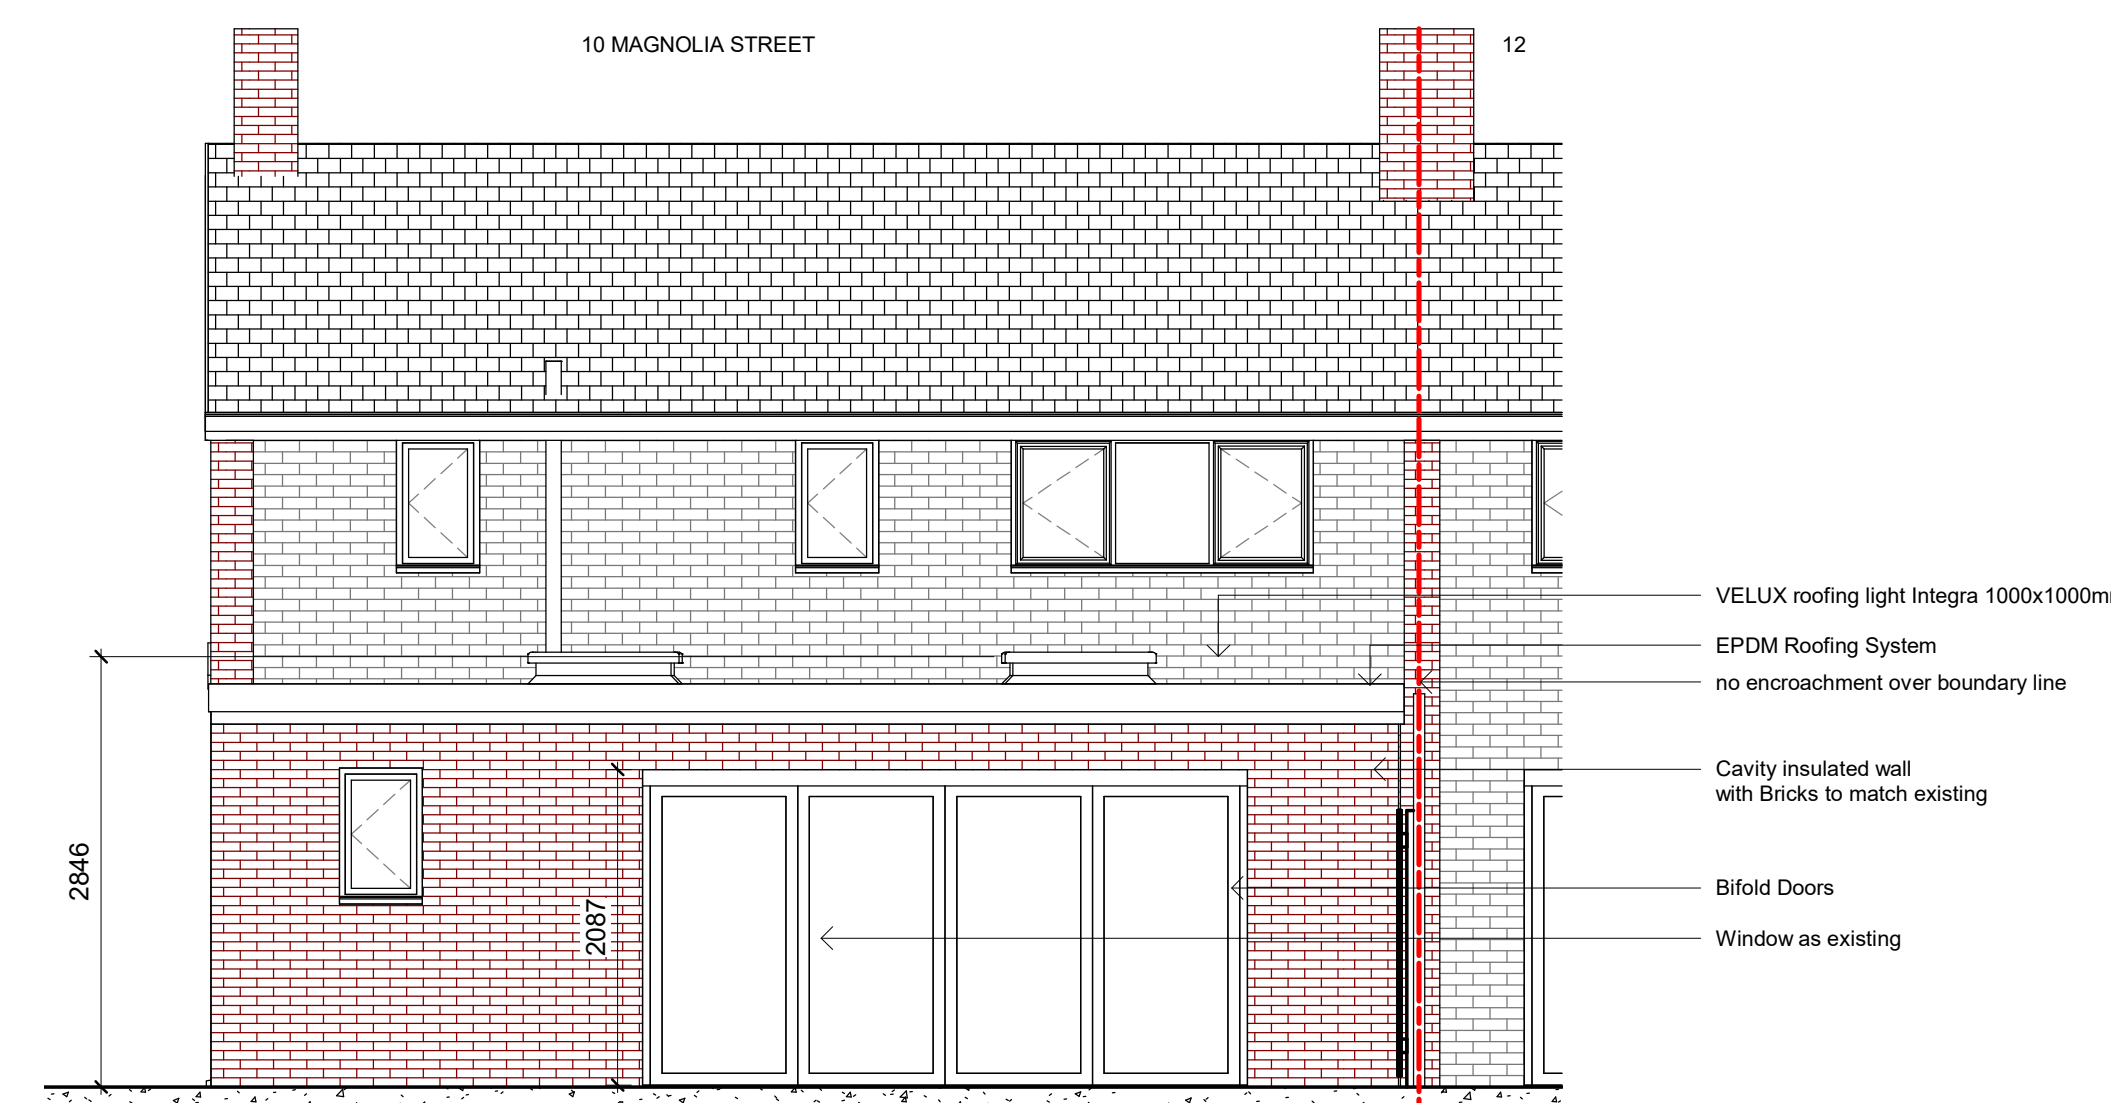 10 MAGNOLIA STREET
12
VELUX roofing light Integra 1000x1000m
EPDM Roofing System
no encroachment over boundary line
Cavity insulated wall
with Bricks to match existing
2846
2087
Bifold Doors
Window as existing